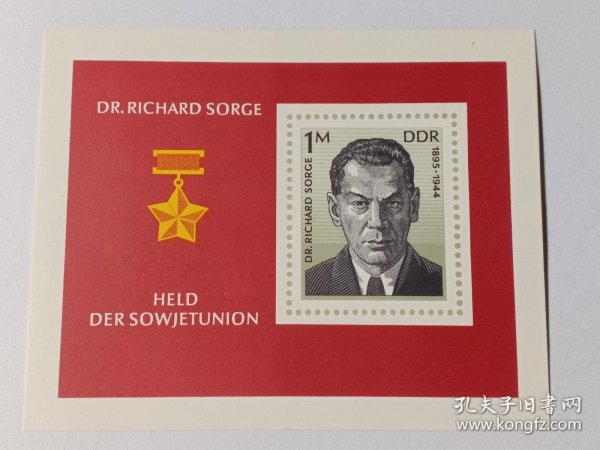 DR. RICHARD SORGE
HELD
DER SOWJETUNION
1M DDR
DR. RICHARD SORGE
1895-1944
孔夫子旧书网
www.kongfz.com